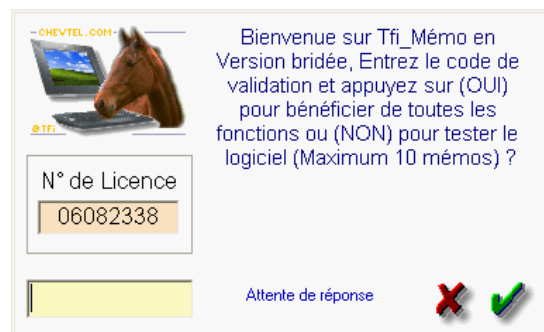 CHEVTEL.COM
@TFi
Bienvenue sur Tfi_Mémo en
Version bridée, Entrez le code de
validation et appuyez sur (OUI)
pour bénéficier de toutes les
fonctions ou (NON) pour tester le
logiciel (Maximum 10 mémos) ?
N° de Licence
06082338
Attente de réponse